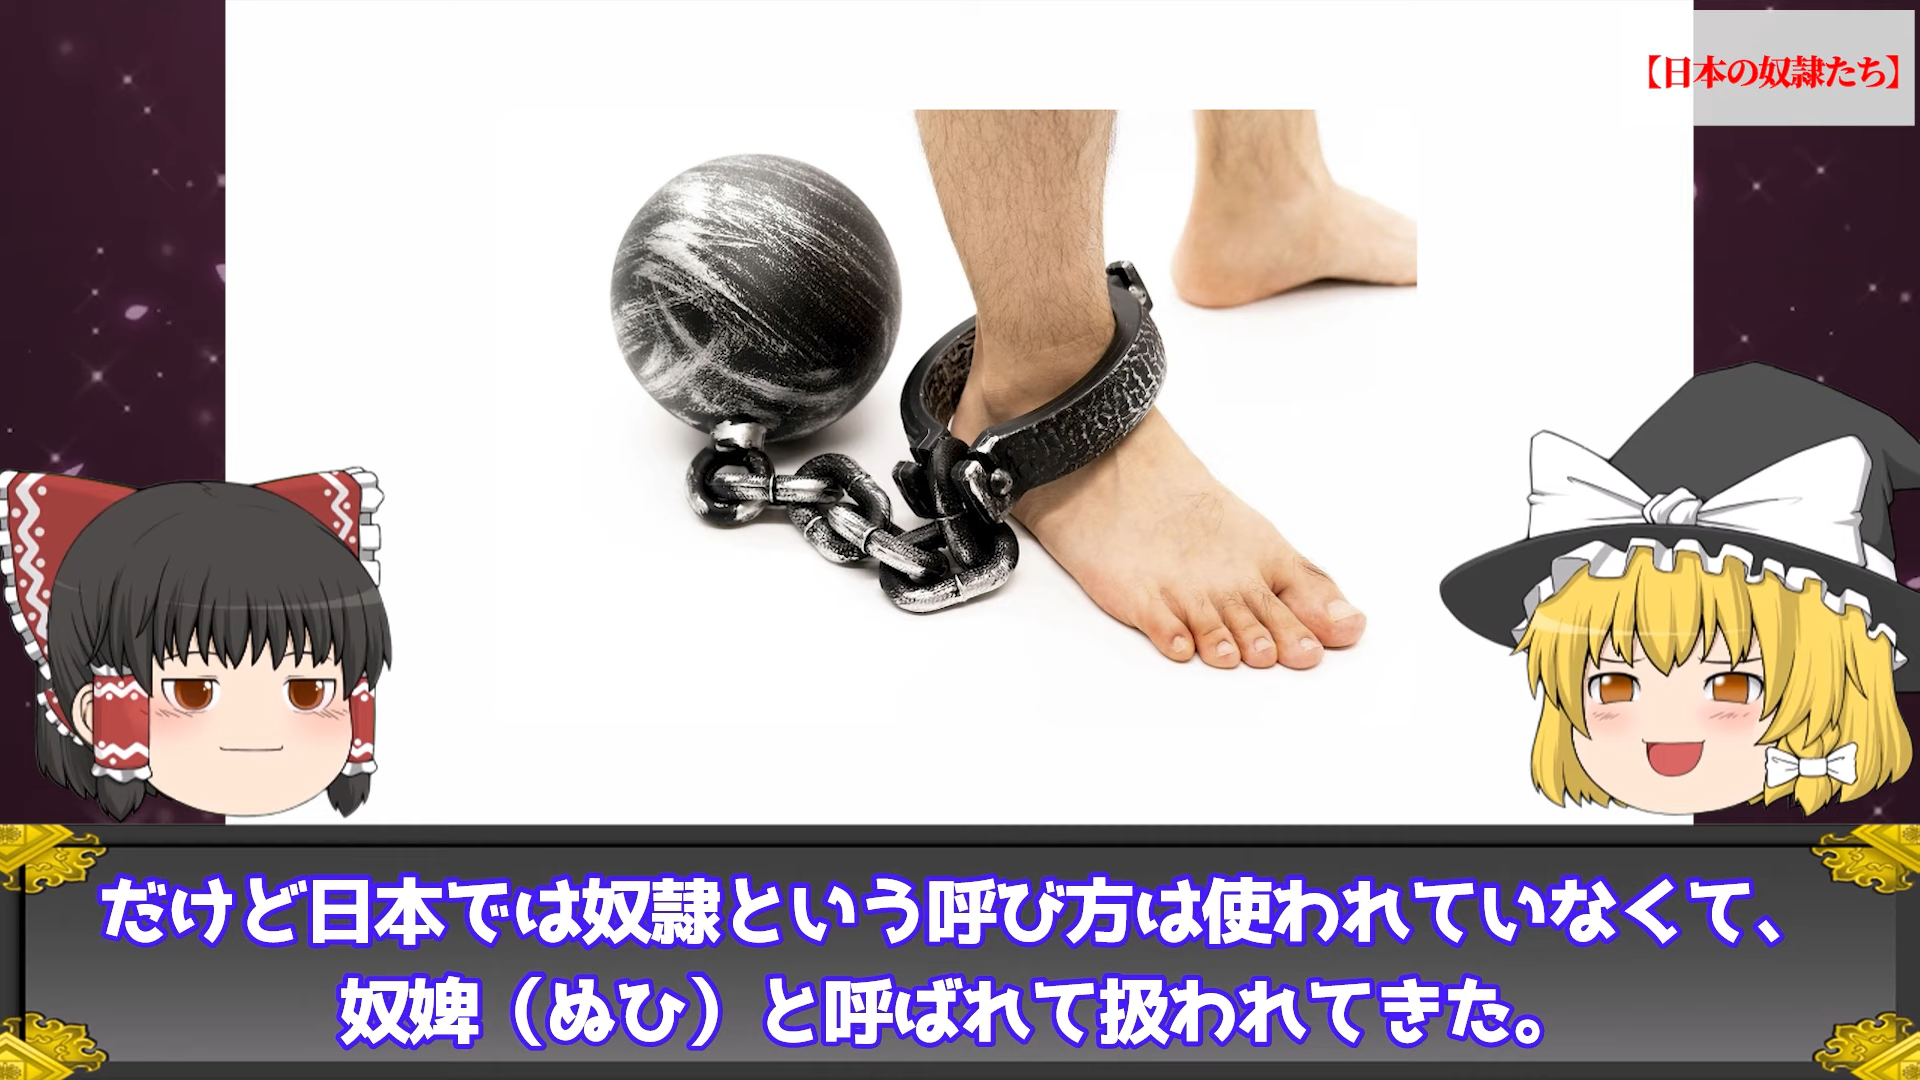 【日本の奴隷たち】
だけど日本では奴隷という呼び方は使われていなくて、
奴婢（ぬひ）と呼ばれて扱われてきた。